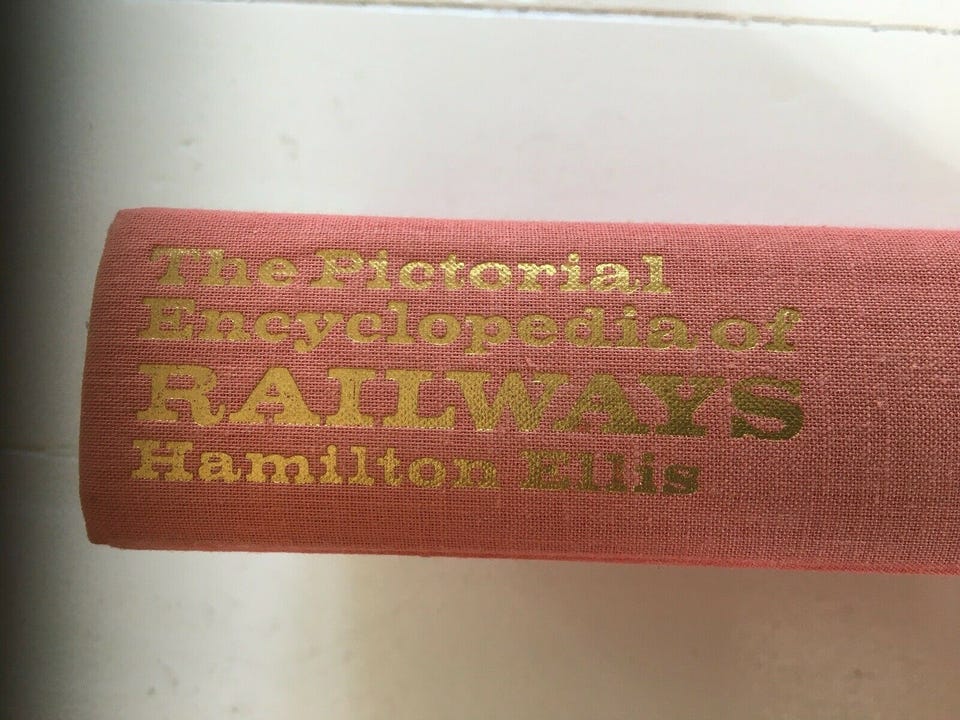 The Pictorial
Encyclopedia of
RAILWAYS
Hamilton Ellis